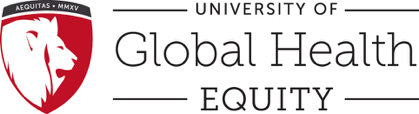 AEQUITAS • MMXV
UNIVERSITY OF
Global Health
EQUITY